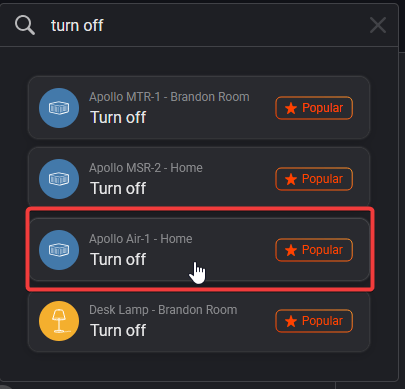 turn off
Apollo MTR-1 - Brandon Room
Turn off
Popular
Apollo MSR-2 - Home
Turn off
Popular
Apollo Air-1 - Home
Turn off
Popular
Desk Lamp - Brandon Room
Turn off
Popular